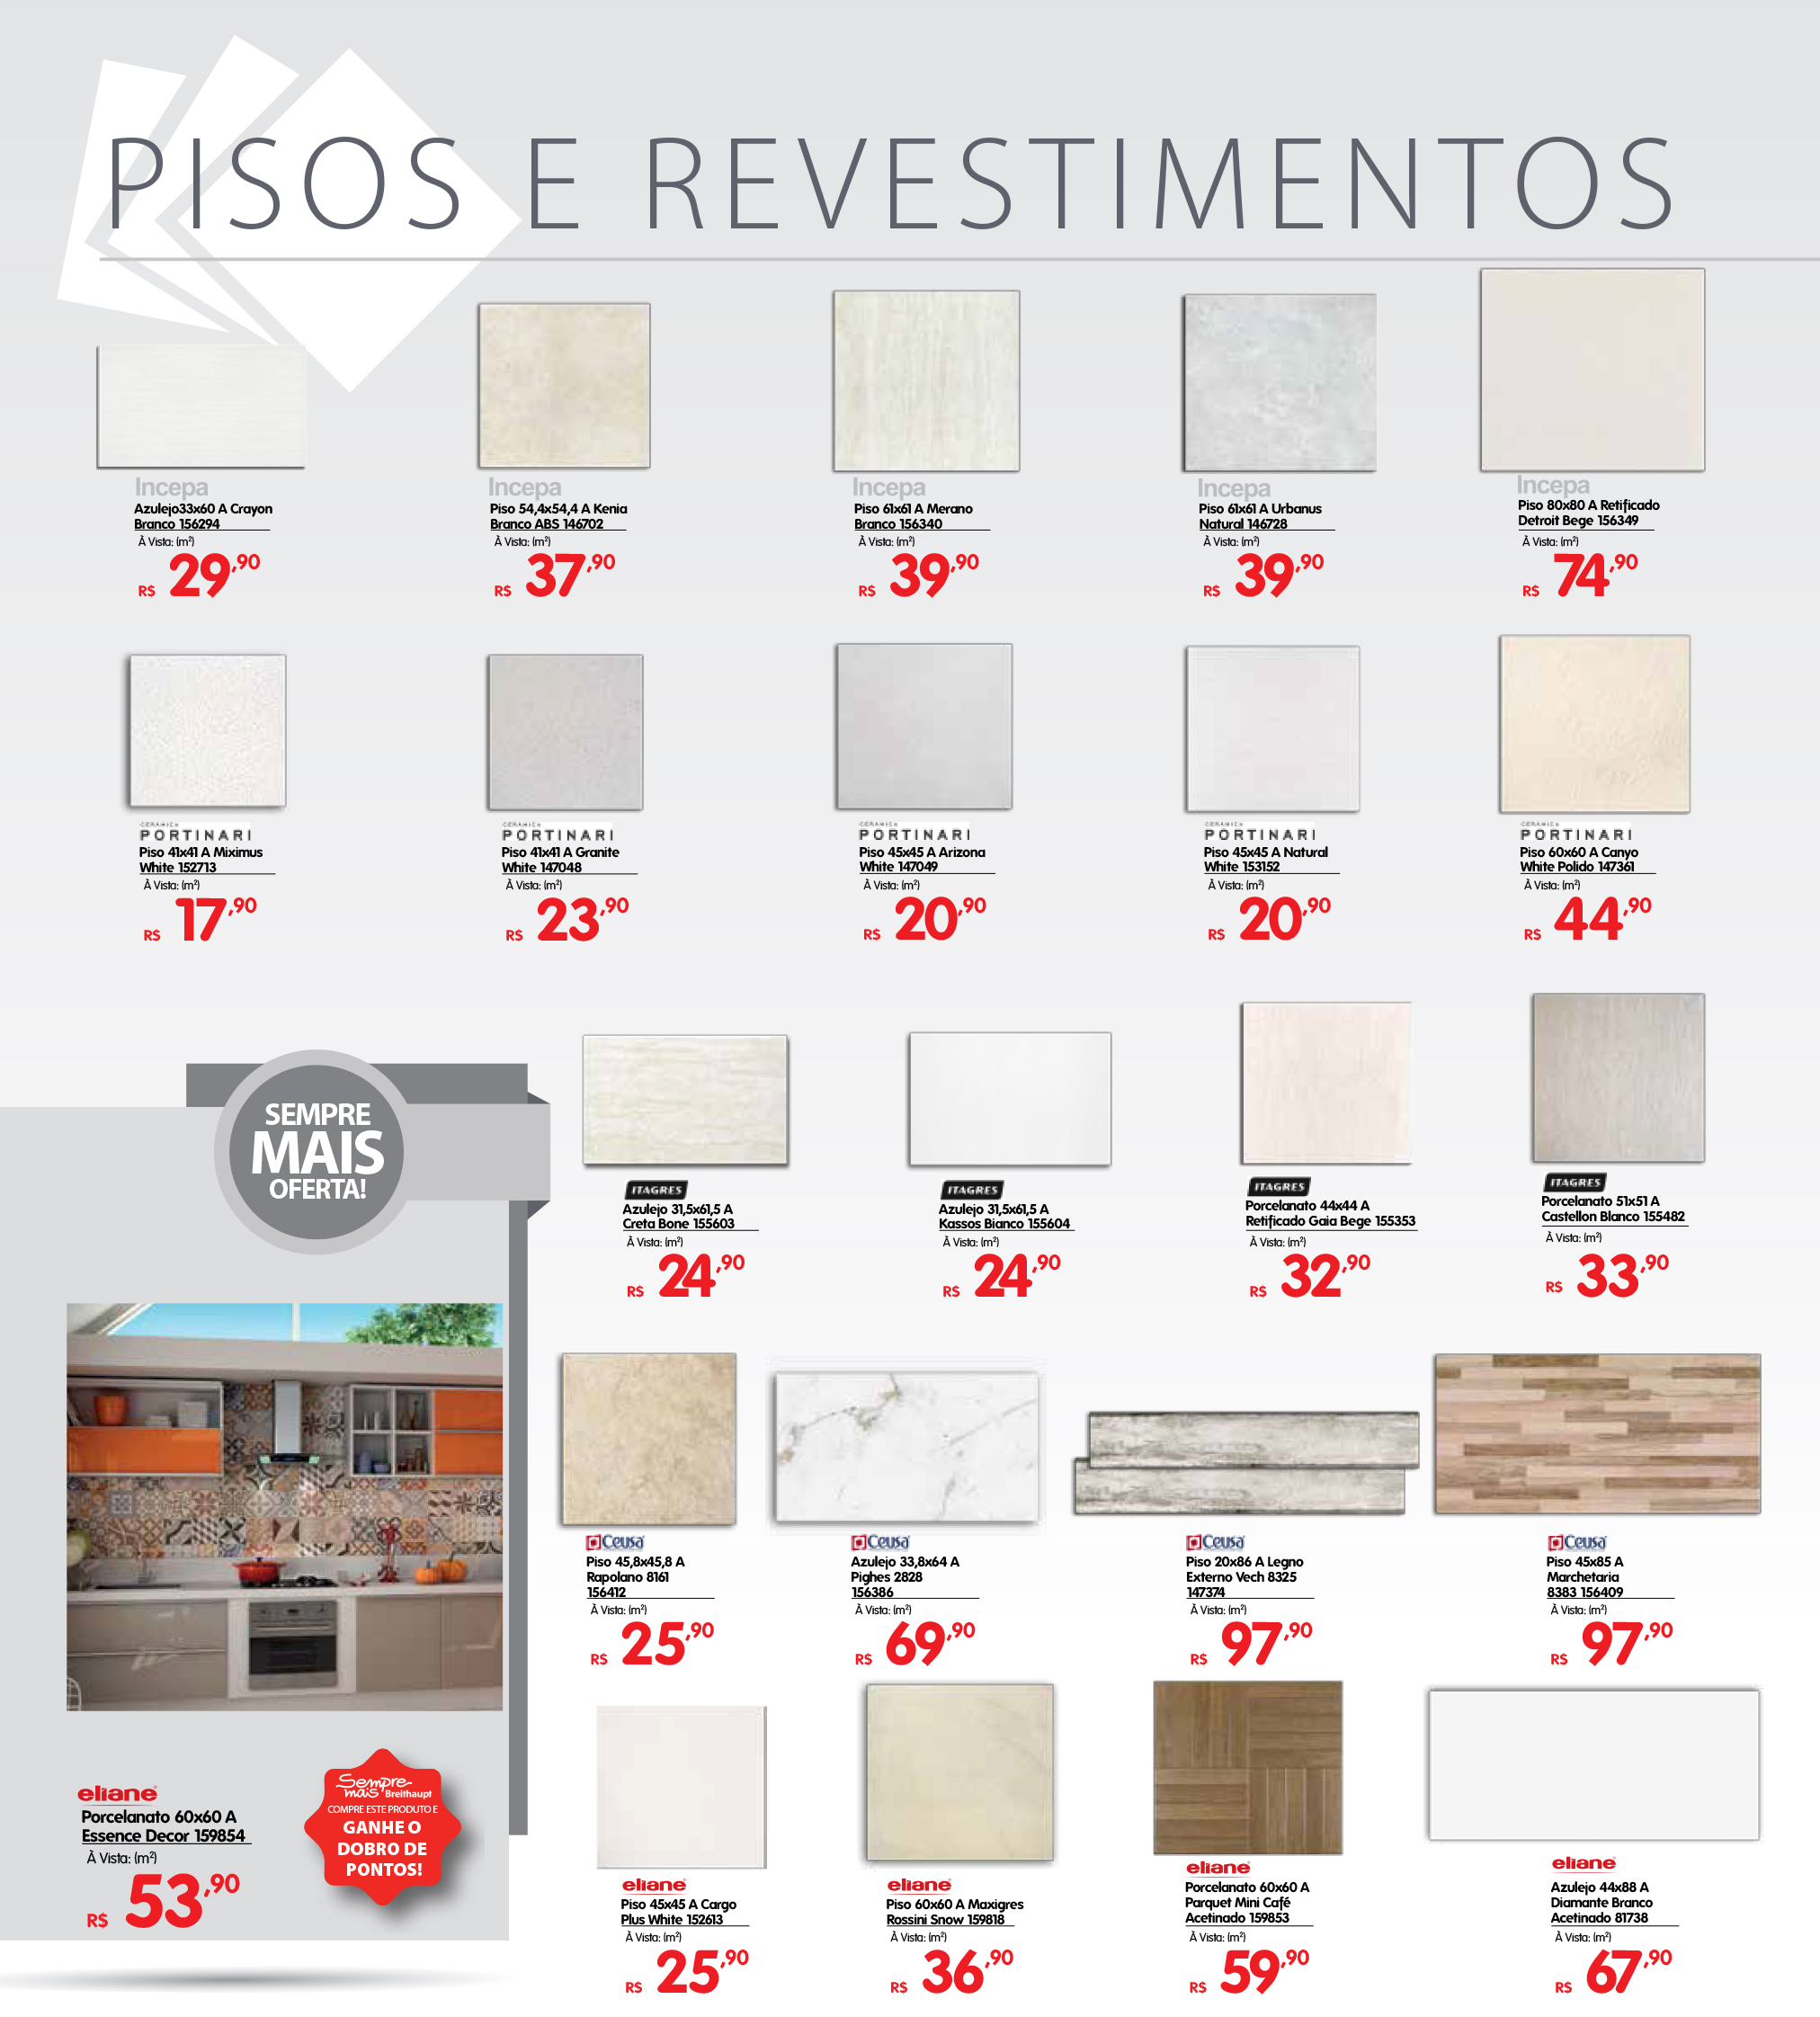 PISOS E REVESTIMENTOS
Incepa
Azulejo33x60 A Crayon
Branco 156294
À Vista: (m²)
R$ 29,90
Incepa
Piso 54,4x54,4 A Kenia
Branco ABS 146702
À Vista: (m²)
R$ 37,90
Incepa
Piso 61x61 A Merano
Branco 156340
À Vista: (m²)
R$ 39,90
Incepa
Piso 61x61 A Urbanus
Natural 146728
À Vista: (m²)
R$ 39,90
Incepa
Piso 80x80 A Retificado
Detroit Bege 156349
À Vista: (m²)
R$ 74,90
CERÂMICA
PORTINARI
Piso 41x41 A Miximus
White 152713
À Vista: (m²)
R$ 17,90
CERÂMICA
PORTINARI
Piso 41x41 A Granite
White 147048
À Vista: (m²)
R$ 23,90
CERÂMICA
PORTINARI
Piso 45x45 A Arizona
White 147049
À Vista: (m²)
R$ 20,90
CERÂMICA
PORTINARI
Piso 45x45 A Natural
White 153152
À Vista: (m²)
R$ 20,90
CERÂMICA
PORTINARI
Piso 60x60 A Canyo
White Polido 147361
À Vista: (m²)
R$ 44,90
SEMPRE
MAIS
OFERTA!
eliane
Porcelanato 60x60 A
Essence Decor 159854
À Vista: (m²)
R$ 53,90
Sempre
mais Breithaupt
COMPRE ESTE PRODUTO E
GANHE O
DOBRO DE
PONTOS!
ITAGRES
Azulejo 31,5x61,5 A
Creta Bone 155603
À Vista: (m²)
R$ 24,90
ITAGRES
Azulejo 31,5x61,5 A
Kassos Bianco 155604
À Vista: (m²)
R$ 24,90
ITAGRES
Porcelanato 44x44 A
Retificado Gaia Bege 155353
À Vista: (m²)
R$ 32,90
ITAGRES
Porcelanato 51x51 A
Castellon Blanco 155482
À Vista: (m²)
R$ 33,90
Ceusa
Piso 45,8x45,8 A
Rapolano 8161
156412
À Vista: (m²)
R$ 25,90
Ceusa
Azulejo 33,8x64 A
Pighes 2828
156386
À Vista: (m²)
R$ 69,90
Ceusa
Piso 20x86 A Legno
Externo Vech 8325
147374
À Vista: (m²)
R$ 97,90
Ceusa
Piso 45x85 A
Marchetaria
8383 156409
À Vista: (m²)
R$ 97,90
eliane
Piso 45x45 A Cargo
Plus White 152613
À Vista: (m²)
R$ 25,90
eliane
Piso 60x60 A Maxigres
Rossini Snow 159818
À Vista: (m²)
R$ 36,90
eliane
Porcelanato 60x60 A
Parquet Mini Café
Acetinado 159853
À Vista: (m²)
R$ 59,90
eliane
Azulejo 44x88 A
Diamante Branco
Acetinado 81738
À Vista: (m²)
R$ 67,90